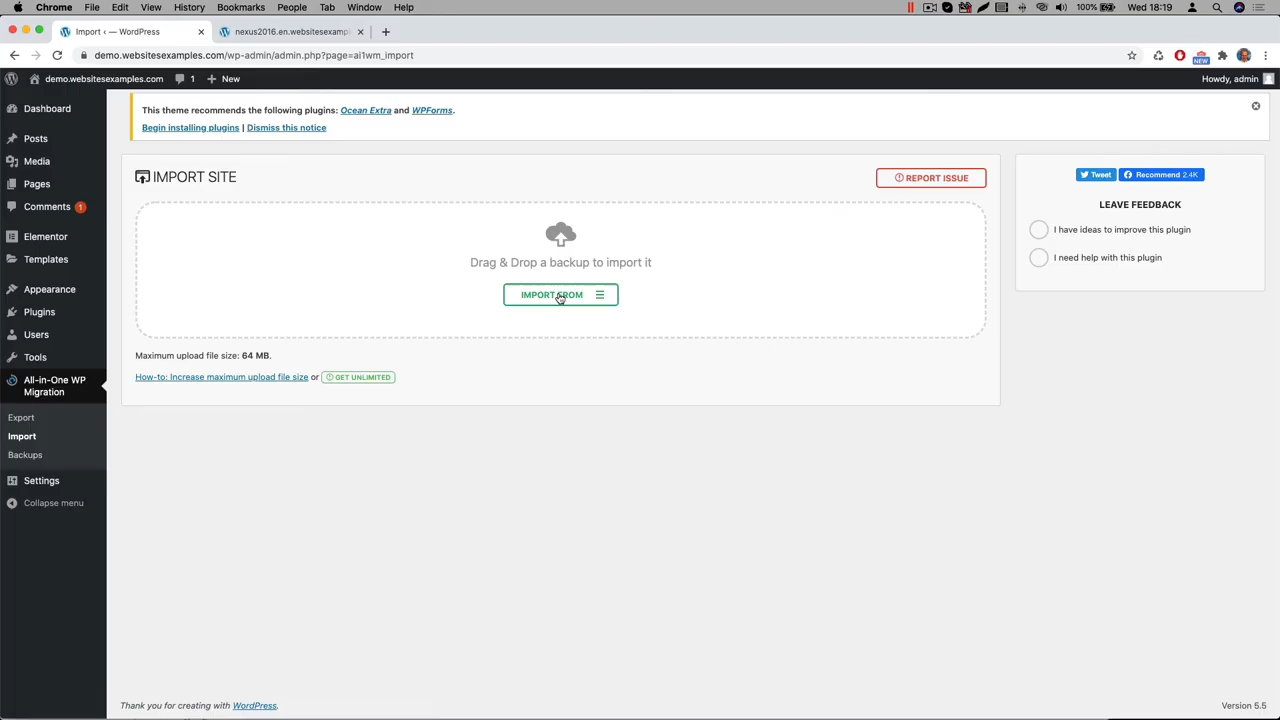 Chrome File Edit View History Bookmarks People Tab Window Help
100% Wed 18:19
Import ‹ — WordPress
nexus2016.en.websitesexampl
demo.websitesexamples.com/wp-admin/admin.php?page=ai1wm_import
NEW
demo.websitesexamples.com 1 New
Howdy, admin
Dashboard
Posts
Media
Pages
Comments 1
Elementor
Templates
Appearance
Plugins
Users
Tools
All-in-One WP
Migration
Export
Import
Backups
Settings
Collapse menu
This theme recommends the following plugins: Ocean Extra and WPForms.
Begin installing plugins | Dismiss this notice
IMPORT SITE
REPORT ISSUE
Drag & Drop a backup to import it
IMPORT FROM
Maximum upload file size: 64 MB.
How-to: Increase maximum upload file size or GET UNLIMITED
Tweet
Recommend 2.4K
LEAVE FEEDBACK
I have ideas to improve this plugin
I need help with this plugin
Thank you for creating with WordPress.
Version 5.5